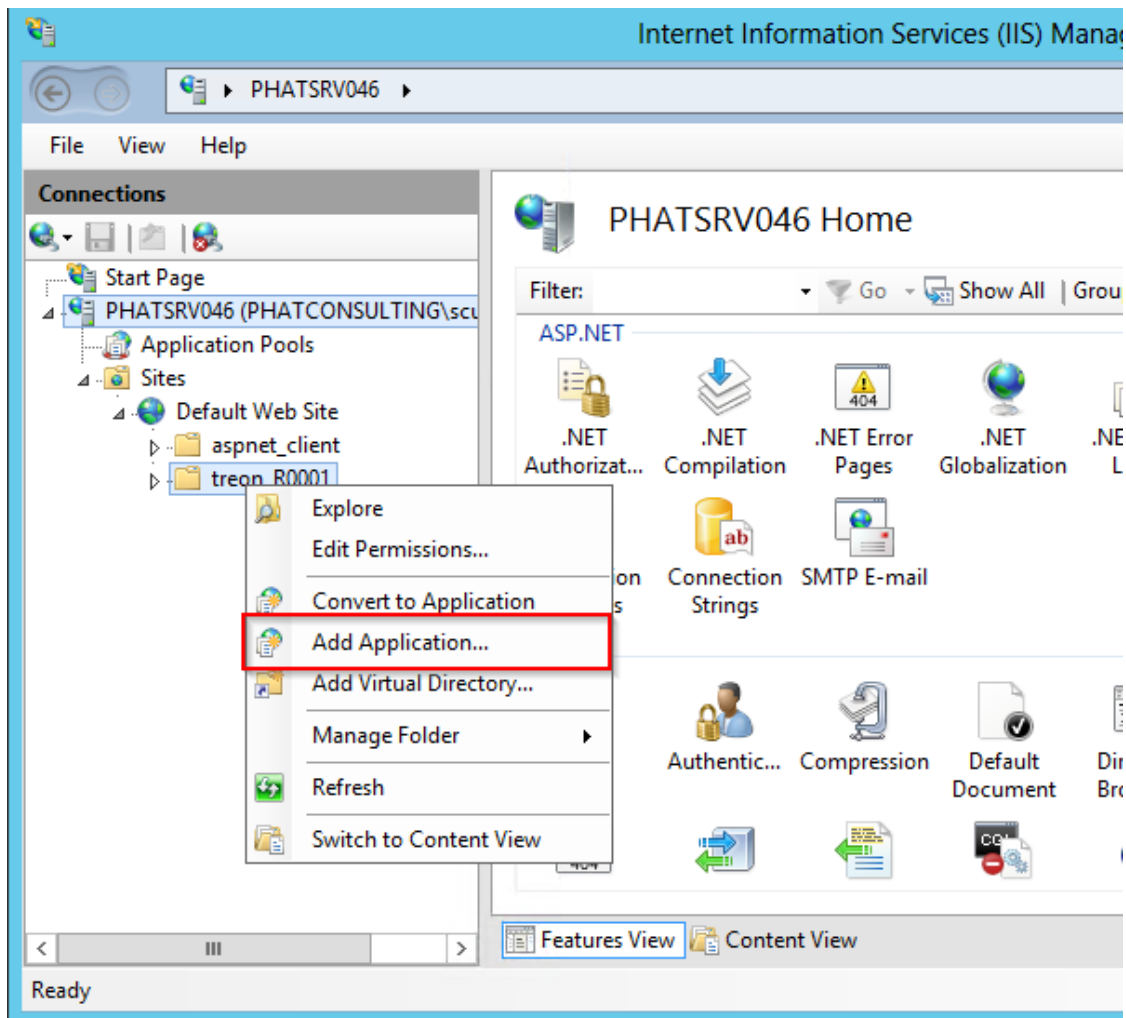 Internet Information Services (IIS) Manag
PHATSRV046
File View Help
Connections
Start Page
PHATSRV046 (PHATCONSULTING\scu
Application Pools
Sites
Default Web Site
aspnet_client
treon_R0001
Explore
Edit Permissions...
Convert to Application
Add Application...
Add Virtual Directory...
Manage Folder
Refresh
Switch to Content View
PHATSRV046 Home
Filter: Go Show All Grou
ASP.NET
404
.NET .NET .NET Error .NET .NE
Authorizat... Compilation Pages Globalization L
ab
ion Connection SMTP E-mail
s Strings
Authentic... Compression Default Dir
Document Bro
Features View Content View
Ready